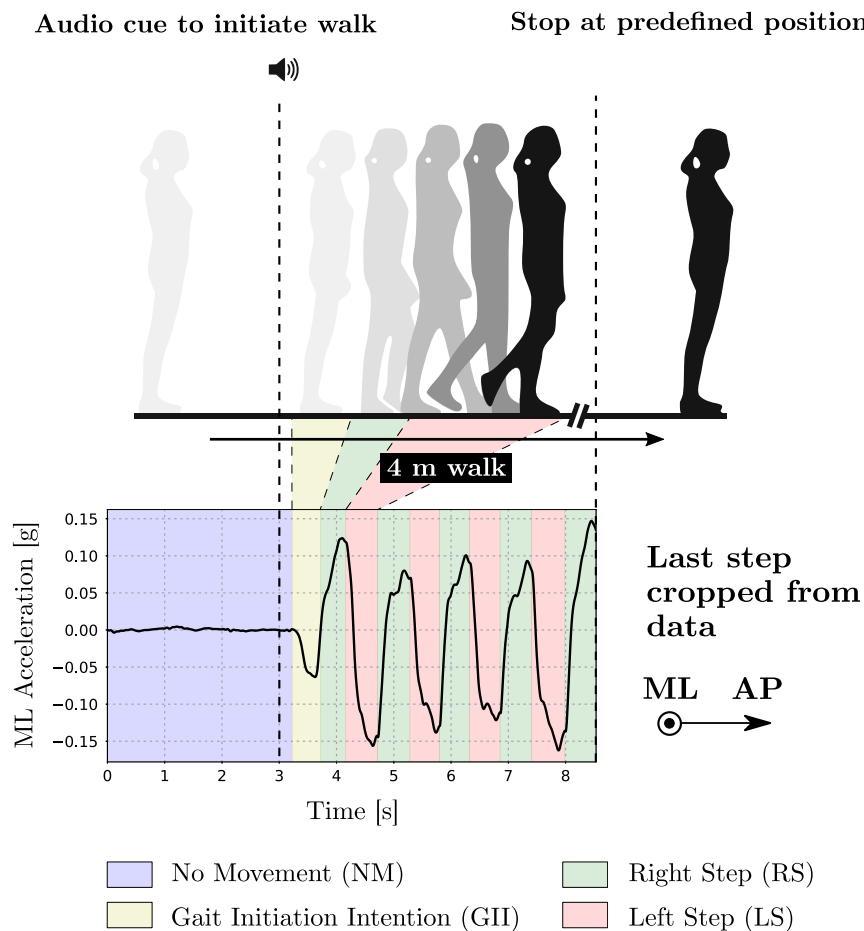 Audio cue to initiate walk
Stop at predefined position
4 m walk
ML Acceleration [g]
0.15
0.10
0.05
0.00
−0.05
−0.10
−0.15
0 1 2 3 4 5 6 7 8
Time [s]
Last step
cropped from
data
ML AP
No Movement (NM)
Gait Initiation Intention (GII)
Right Step (RS)
Left Step (LS)